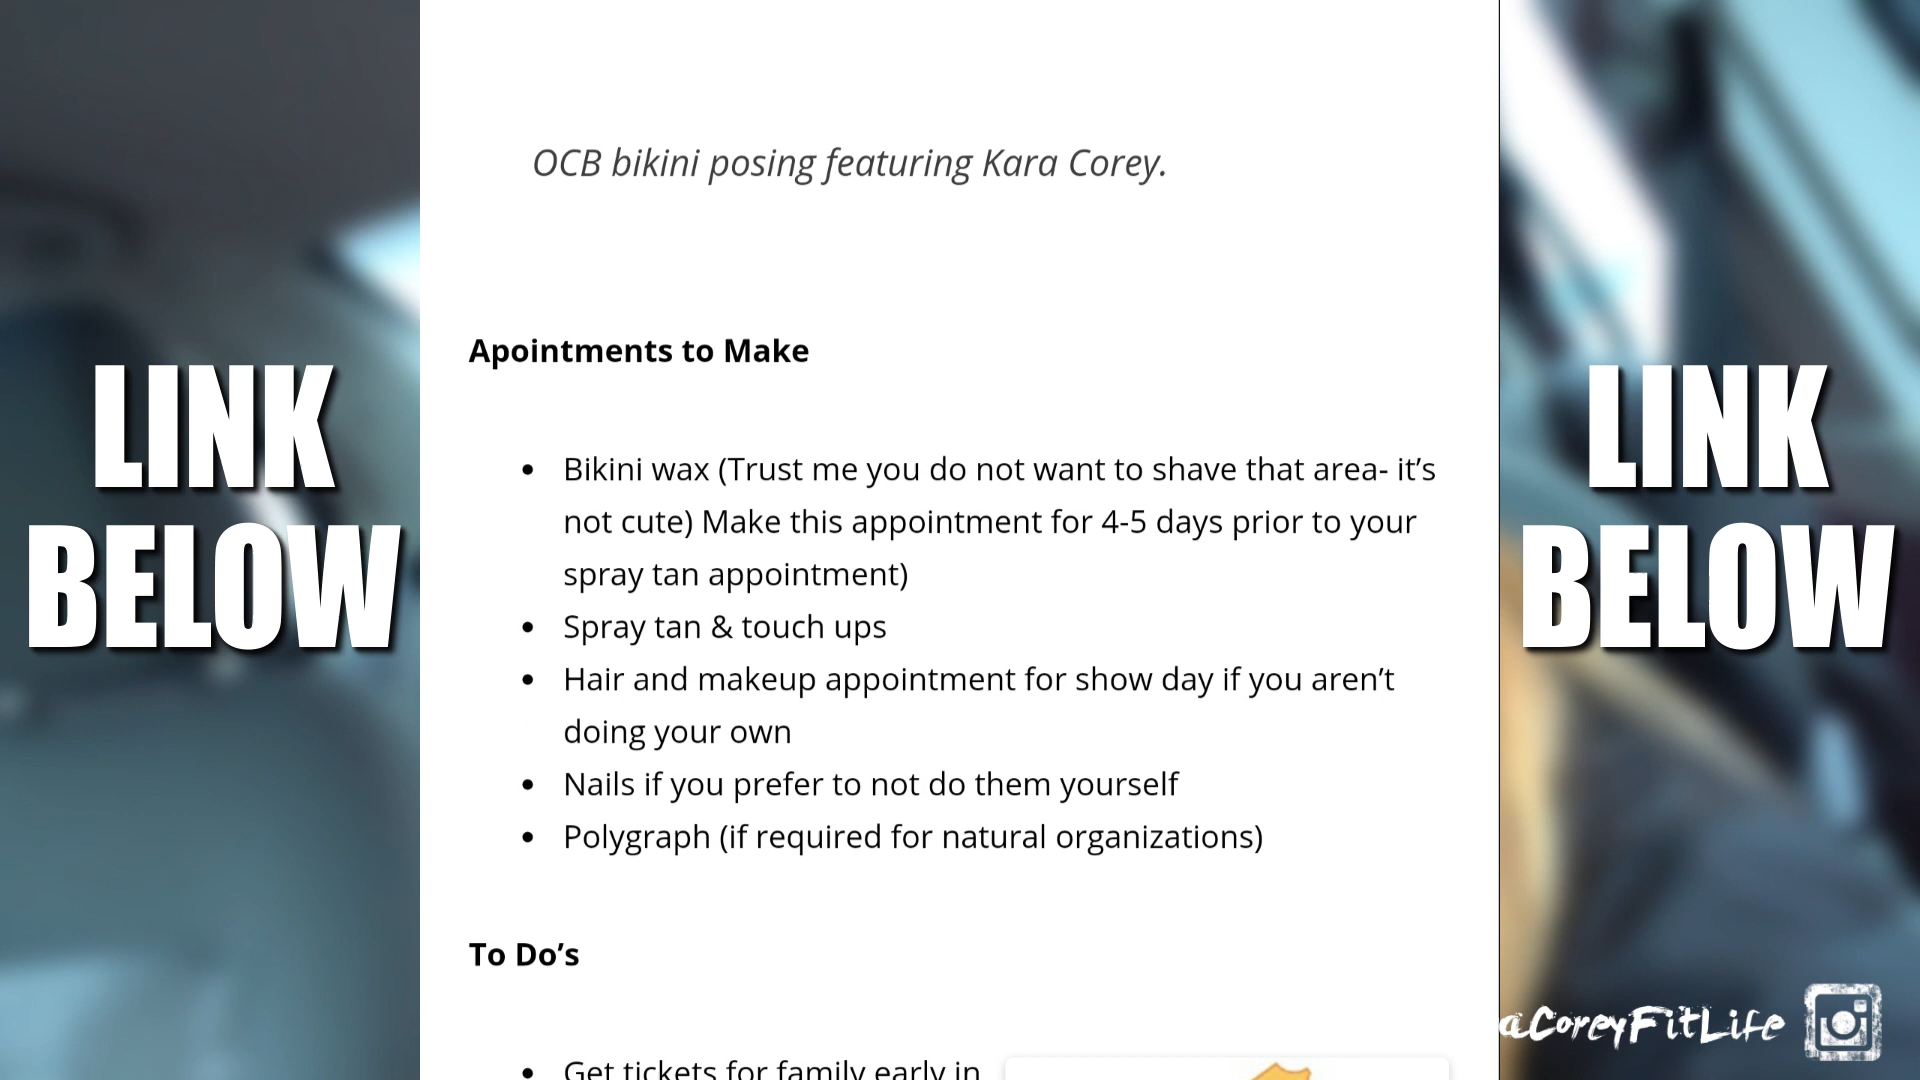 OCB bikini posing featuring Kara Corey.
Apointments to Make
LINK
BELOW
• Bikini wax (Trust me you do not want to shave that area- it’s
not cute) Make this appointment for 4-5 days prior to your
spray tan appointment)
• Spray tan & touch ups
• Hair and makeup appointment for show day if you aren’t
doing your own
• Nails if you prefer to not do them yourself
• Polygraph (if required for natural organizations)
LINK
BELOW
To Do’s
• Get tickets for family early in
aCoreyFitLife